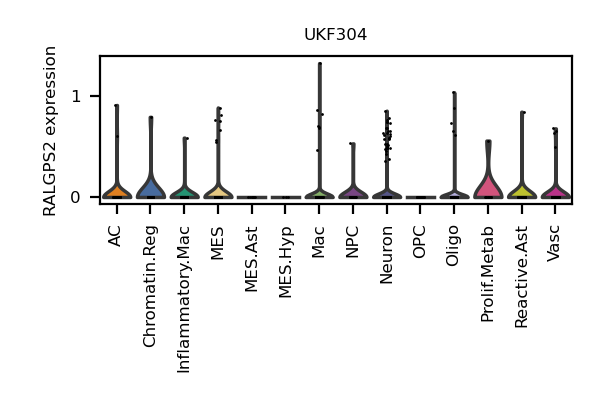 UKF304
RALGPS2 expression
1
0
AC
Chromatin.Reg
Inflammatory.Mac
MES
MES.Ast
MES.Hyp
Mac
NPC
Neuron
OPC
Oligo
Prolif.Metab
Reactive.Ast
Vasc